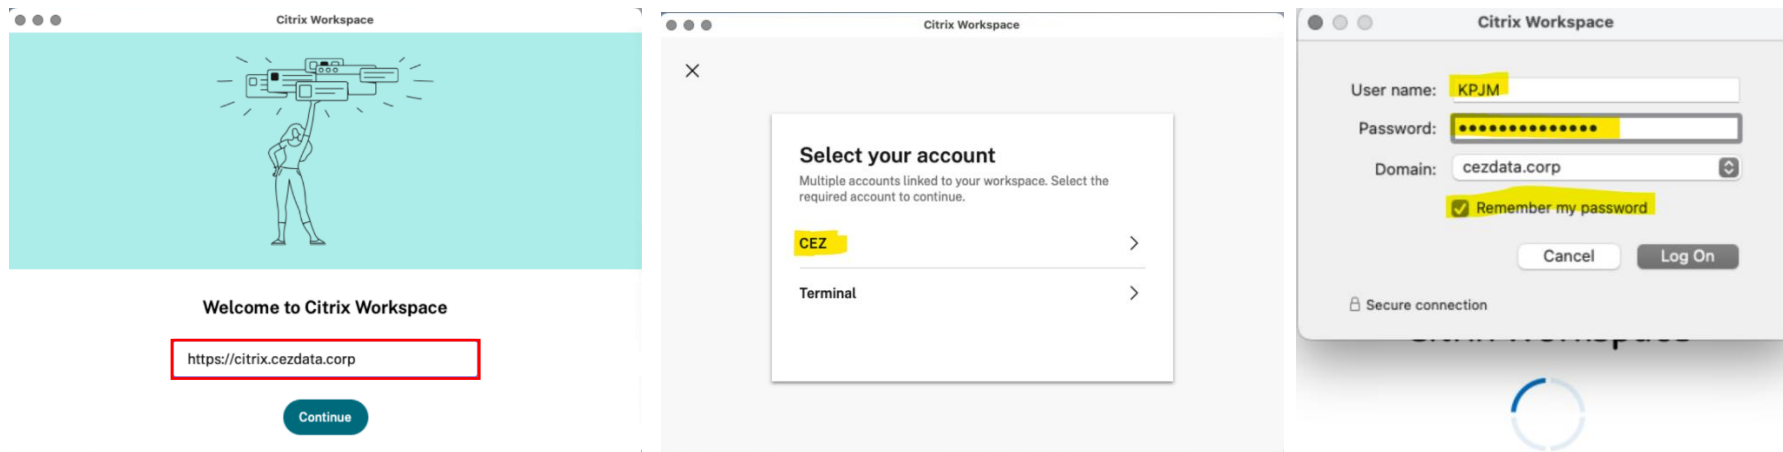 Citrix Workspace
Welcome to Citrix Workspace
https://citrix.cezdata.corp
Continue
Citrix Workspace
Select your account
Multiple accounts linked to your workspace. Select the
required account to continue.
CEZ
Terminal
Citrix Workspace
User name: KPJM
Password: ••••••••••••••
Domain: cezdata.corp
Remember my password
Cancel Log On
Secure connection